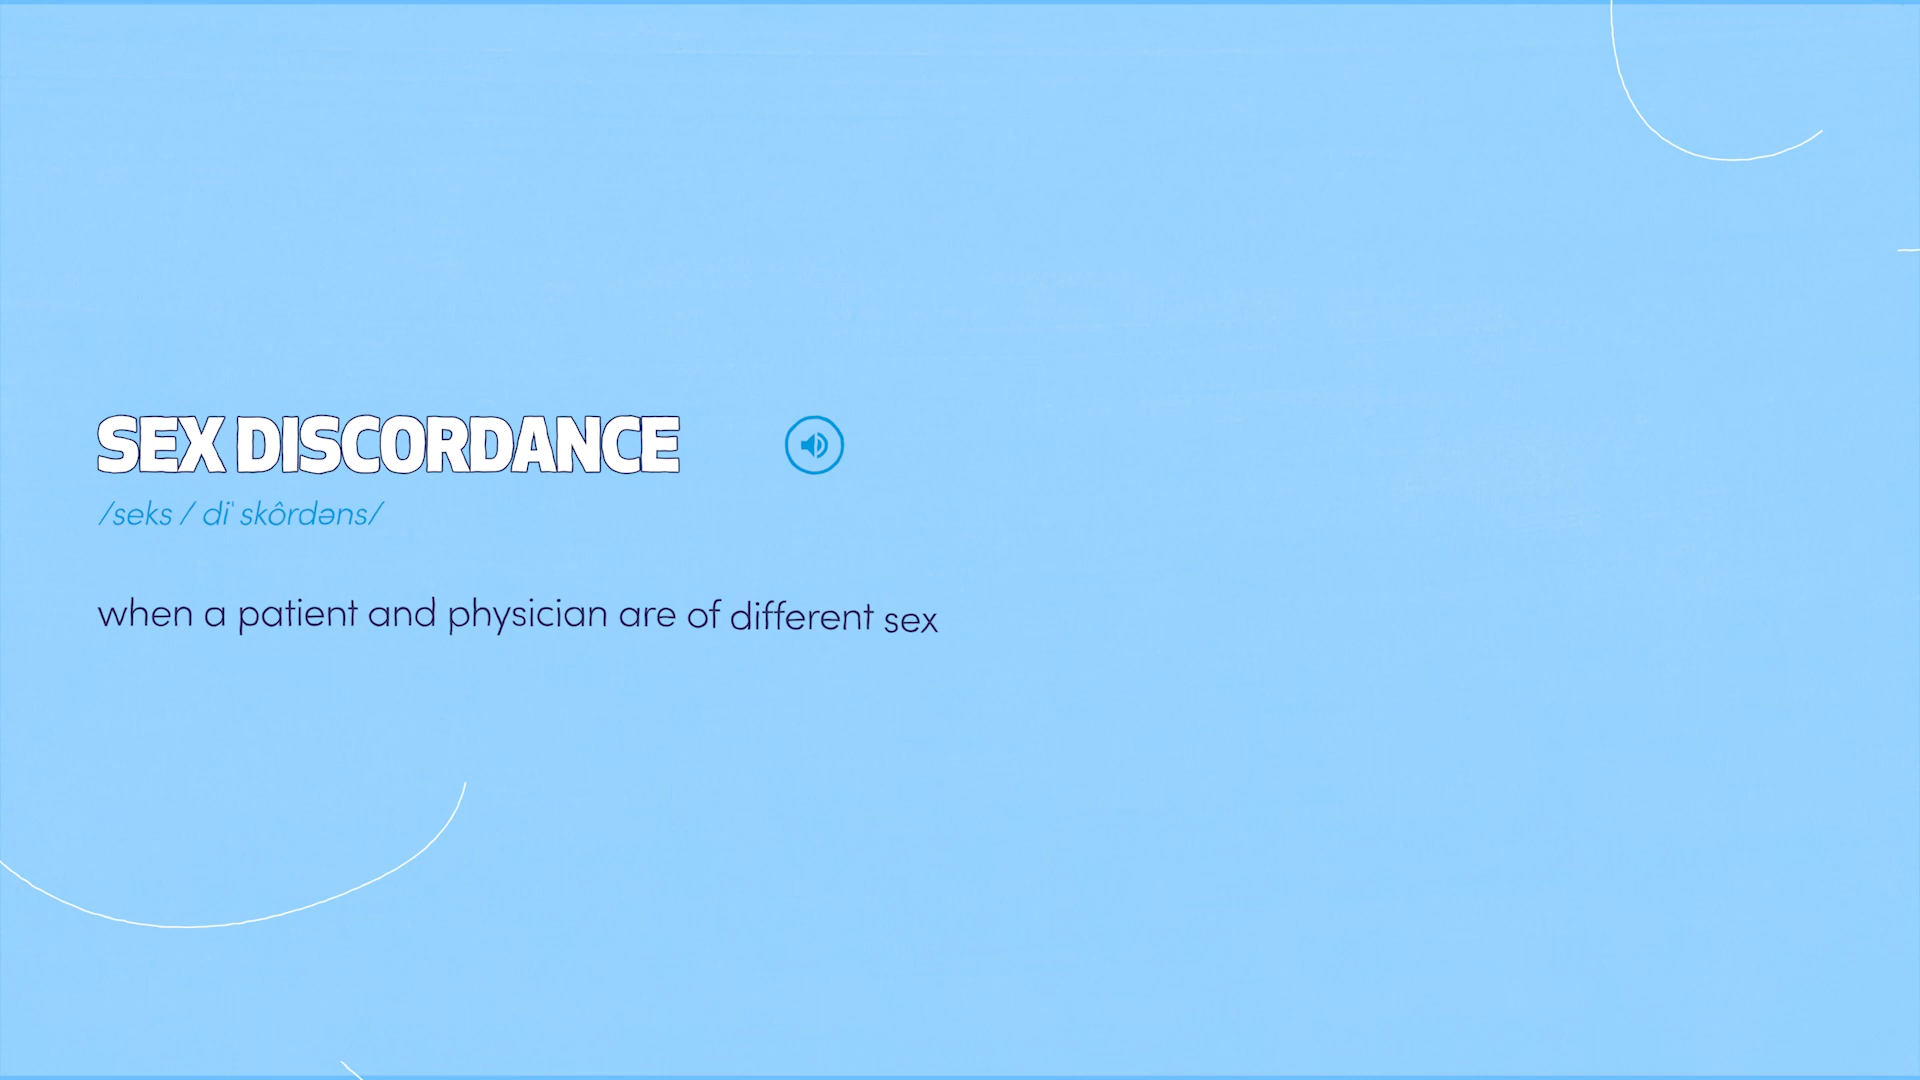 SEX DISCORDANCE
/seks / di' skôrdəns/
when a patient and physician are of different sex